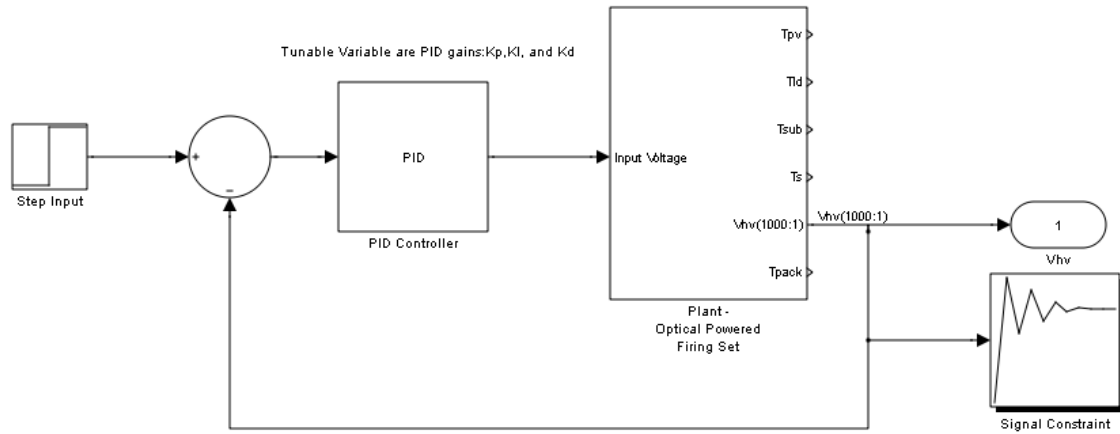 Tunable Variable are PID gains:Kp,KI, and Kd
Step Input
+
−
PID
PID Controller
Input Voltage
Tpv
Tld
Tsub
Ts
Vhv(1000:1)
Tpack
Plant -
Optical Powered
Firing Set
Vhv(1000:1)
1
Vhv
Signal Constraint